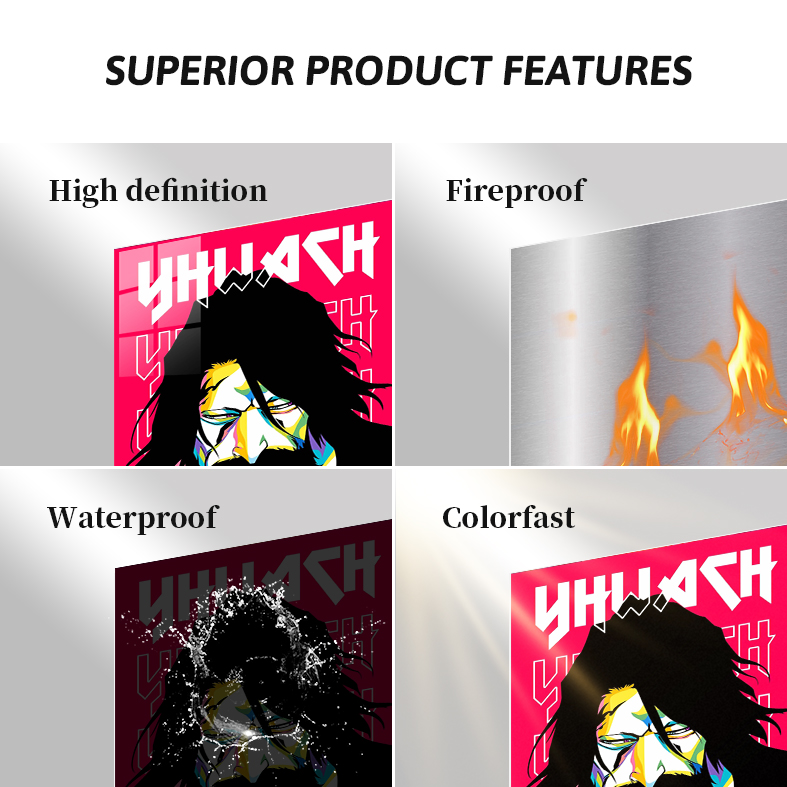 SUPERIOR PRODUCT FEATURES
High definition
YHWACH
Fireproof
Waterproof
YHWACH
Colorfast
YHWACH